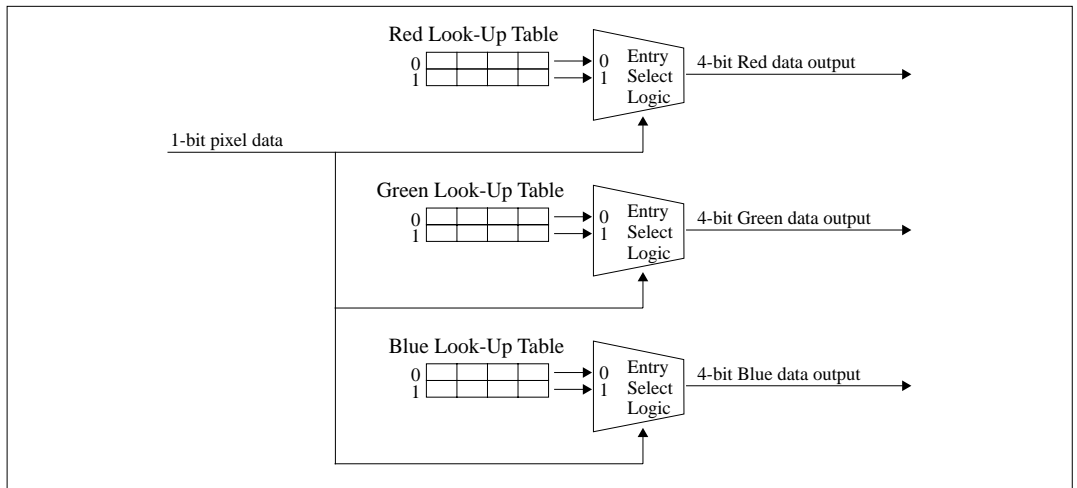 Red Look-Up Table
0
1
0 Entry
1 Select
Logic
4-bit Red data output
1-bit pixel data
Green Look-Up Table
0
1
0 Entry
1 Select
Logic
4-bit Green data output
Blue Look-Up Table
0
1
0 Entry
1 Select
Logic
4-bit Blue data output